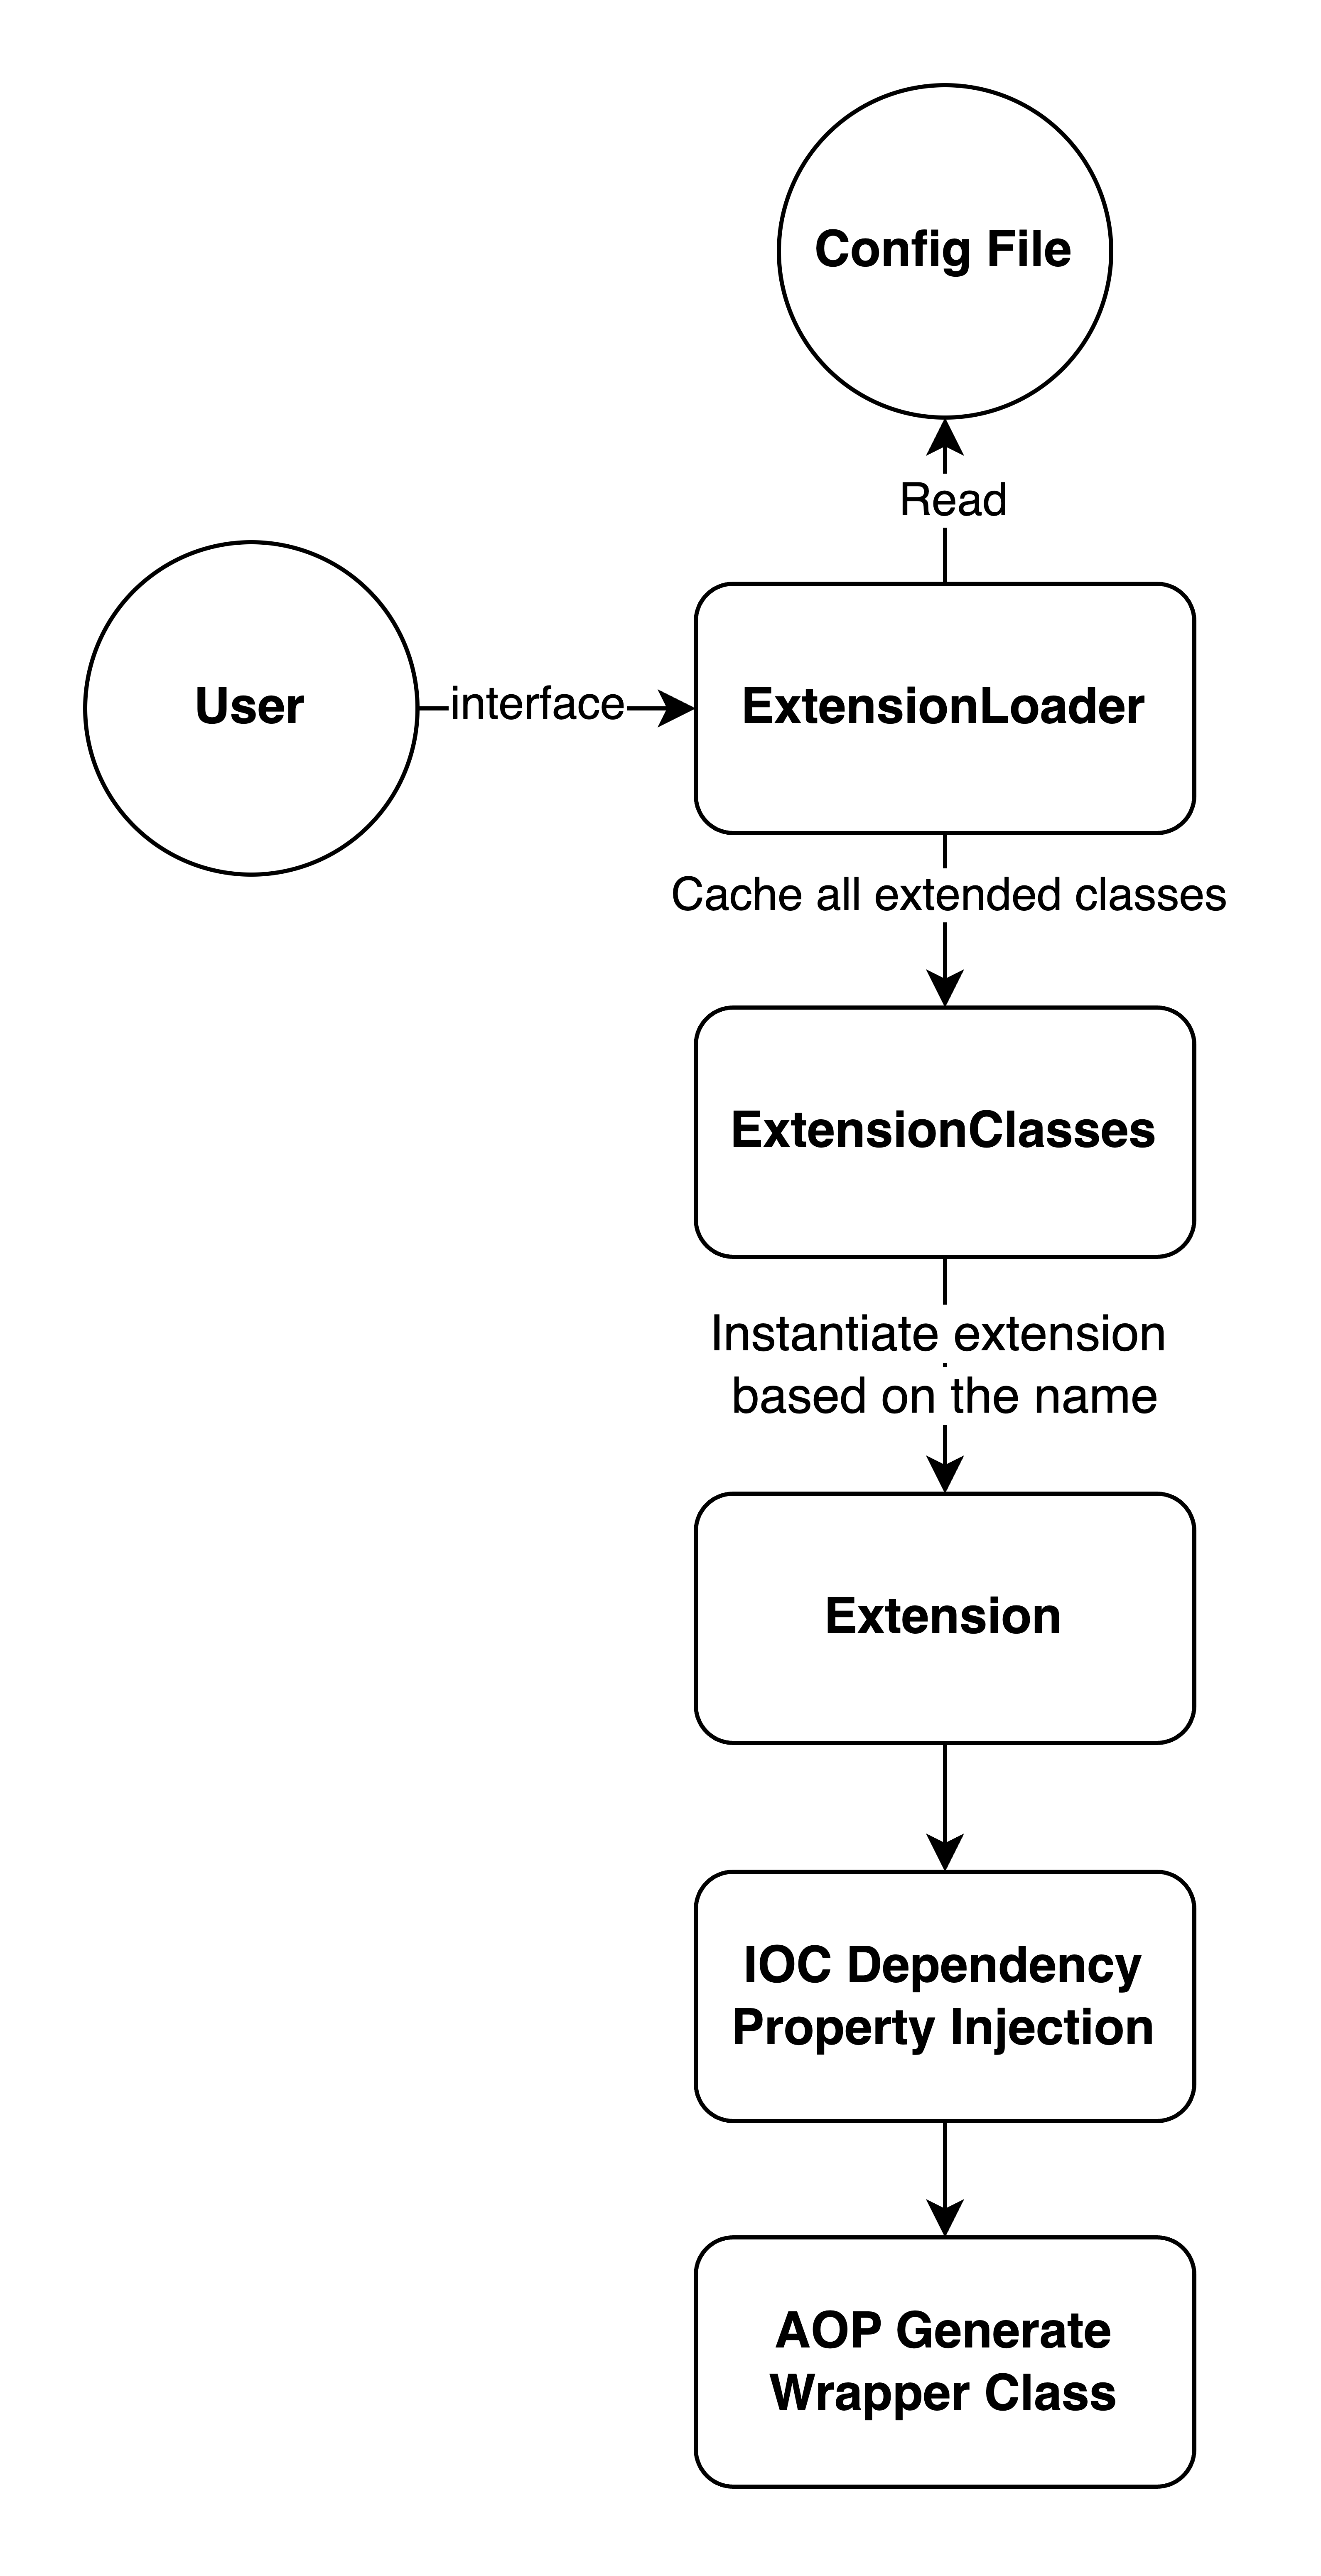 Config File
Read
User
interface
ExtensionLoader
Cache all extended classes
ExtensionClasses
Instantiate extension
based on the name
Extension
IOC Dependency
Property Injection
AOP Generate
Wrapper Class